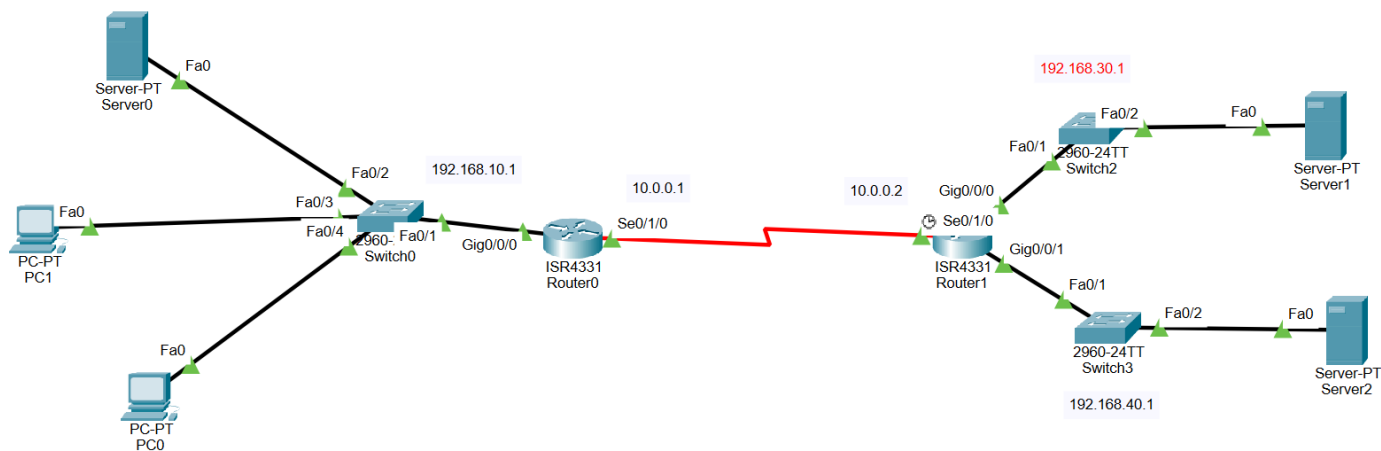 Fa0
Server-PT
Server0
Fa0/2
192.168.10.1
Fa0/3
Fa0
Fa0/4
Fa0/1
2960-
Switch0
PC-PT
PC1
Fa0
PC-PT
PC0
Gig0/0/0
10.0.0.1
Se0/1/0
ISR4331
Router0
10.0.0.2
Se0/1/0
ISR4331
Router1
Gig0/0/0
Gig0/0/1
192.168.30.1
Fa0/1
Fa0/2
2960-24TT
Switch2
Fa0
Server-PT
Server1
Fa0/1
Fa0/2
2960-24TT
Switch3
192.168.40.1
Fa0
Server-PT
Server2